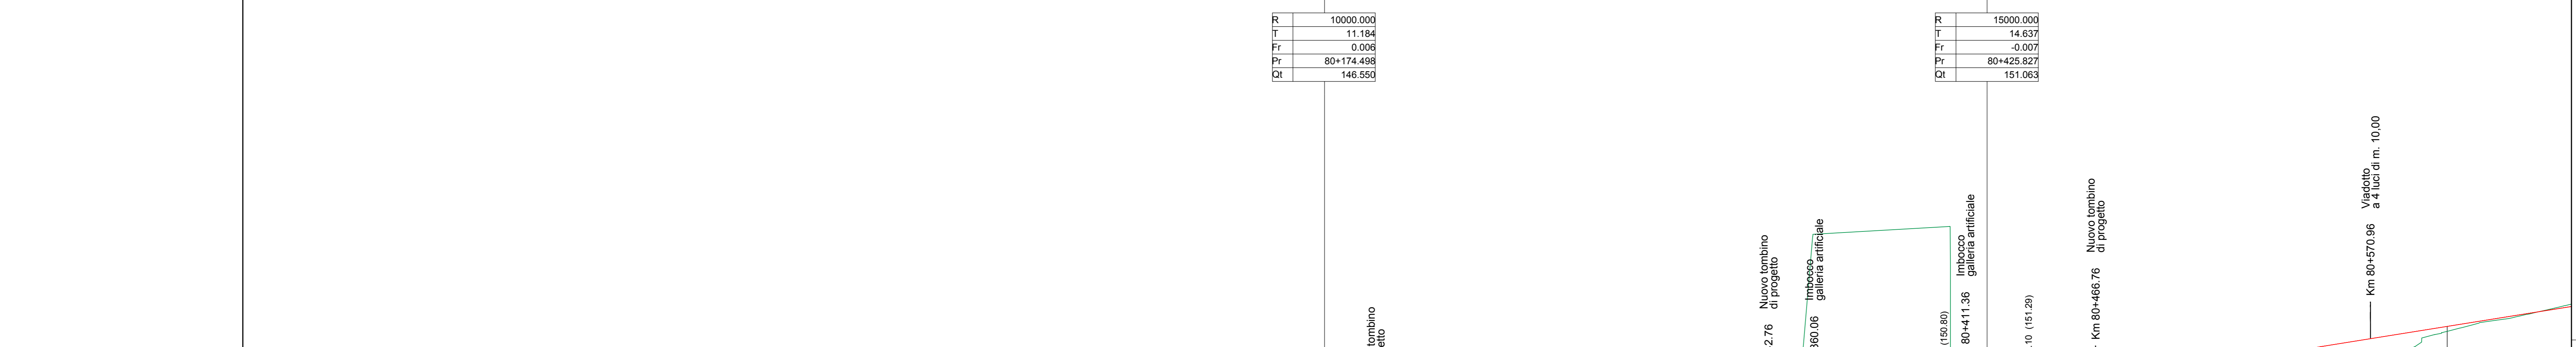 R 10000.000
T 11.184
Fr 0.006
Pr 80+174.498
Qt 146.550
R 15000.000
T 14.637
Fr -0.007
Pr 80+425.827
Qt 151.063
Nuovo tombino
di progetto
Imbocco
galleria artificiale
(150.80)
80+411.36 Imbocco
galleria artificiale
(151.29)
Km 80+466.76 Nuovo tombino
di progetto
Km 80+570.96 Viadotto
a 4 luci di m. 10,00